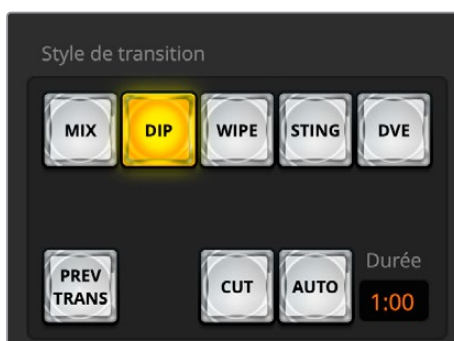 Style de transition
MIX DIP WIPE STING DVE
PREV TRANS CUT AUTO Durée 1:00